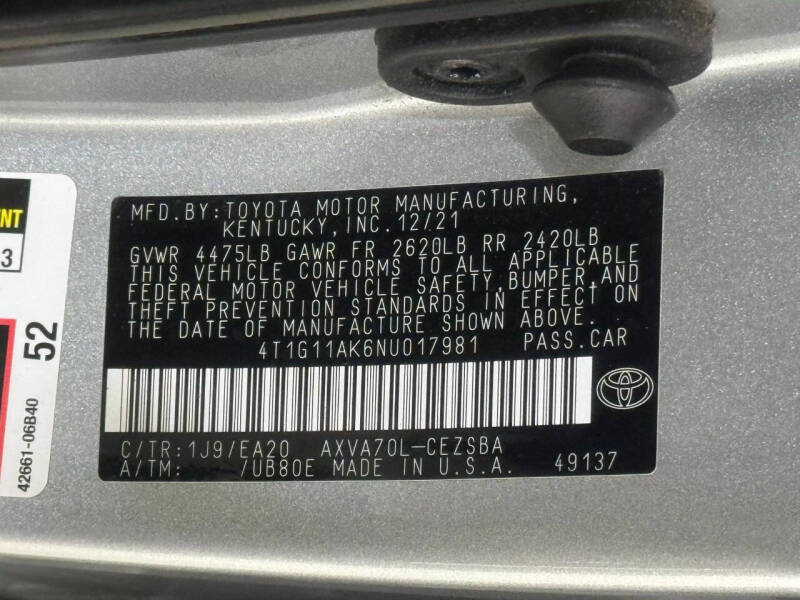 MFD.BY:TOYOTA MOTOR MANUFACTURING,
KENTUCKY, INC.12/21
GVWR 4475LB GAWR FR 2620LB RR 2420LB
THIS VEHICLE CONFORMS TO ALL APPLICABLE
FEDERAL MOTOR VEHICLE SAFETY,BUMPER,AND
THEFT PREVENTION STANDARDS IN EFFECT ON
THE DATE OF MANUFACTURE SHOWN ABOVE.
4T1G11AK6NU017981 PASS.CAR
C/TR:1J9/EA20 AXVA70L-CEZSBA
A/TM: /UB80E MADE IN U.S.A. 49137
3
52
42661-06B40